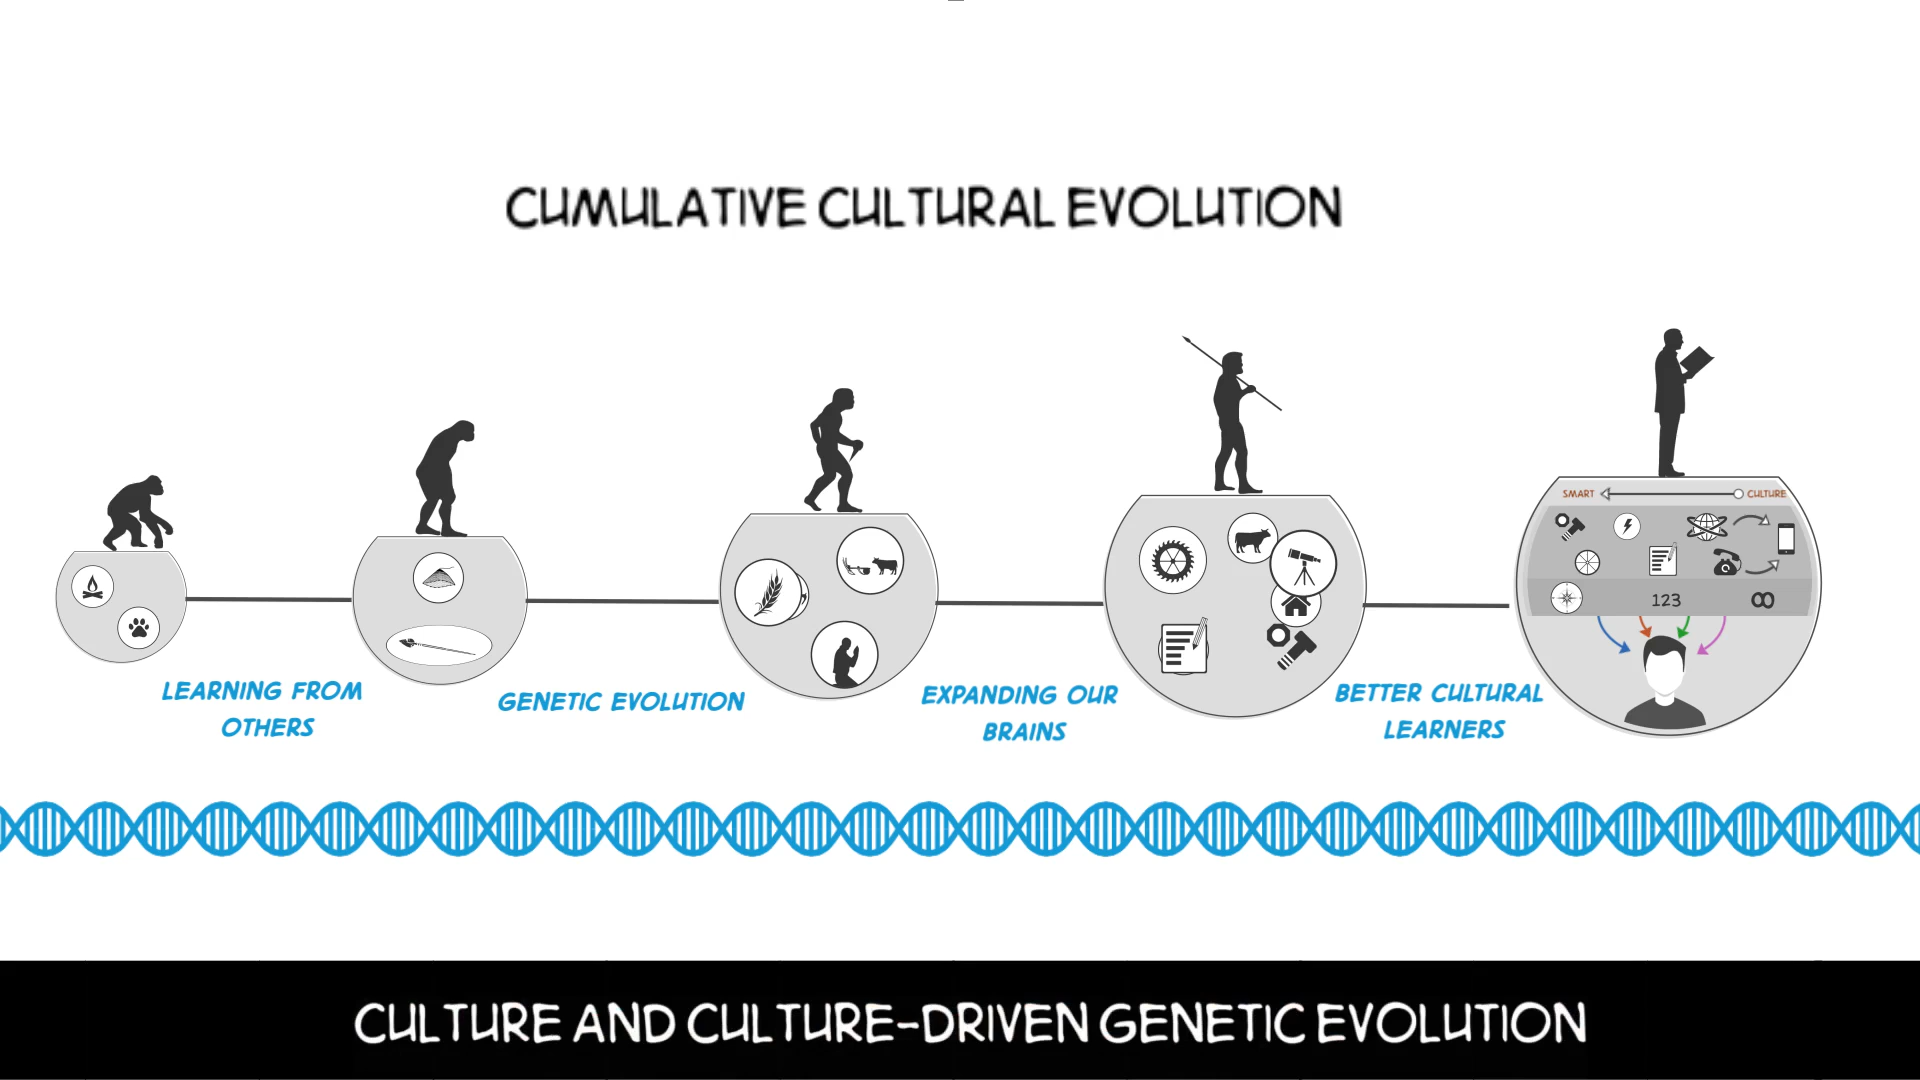 CUMULATIVE CULTURAL EVOLUTION
SMART
CULTURE
123
LEARNING FROM
OTHERS
GENETIC EVOLUTION
EXPANDING OUR
BRAINS
BETTER CULTURAL
LEARNERS
CULTURE AND CULTURE-DRIVEN GENETIC EVOLUTION